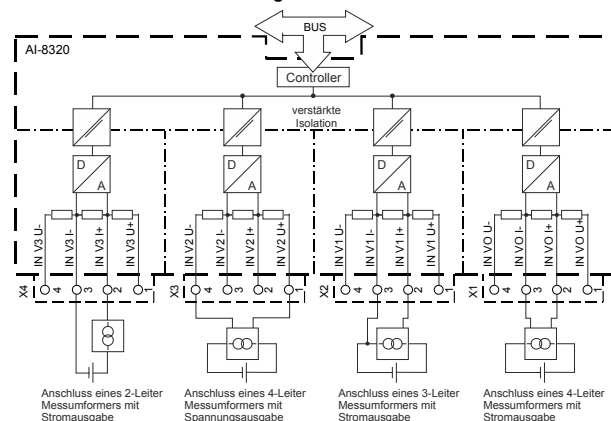 BUS
AI-8320
Controller
verstärkte
Isolation
D
A
D
A
D
A
D
A
IN V3 U-
IN V3 I-
IN V3 I+
IN V3 U+
IN V2 U-
IN V2 I-
IN V2 I+
IN V2 U+
IN V1 U-
IN V1 I-
IN V1 I+
IN V1 U+
IN VO U-
IN VO I-
IN VO I+
IN VO U+
X4
4
3
2
1
X3
4
3
2
1
X2
4
3
2
1
X1
4
3
2
1
Anschluss eines 2-Leiter
Messumformers mit
Stromausgabe
Anschluss eines 4-Leiter
Messumformers mit
Spannungsausgabe
Anschluss eines 3-Leiter
Messumformers mit
Stromausgabe
Anschluss eines 4-Leiter
Messumformers mit
Stromausgabe